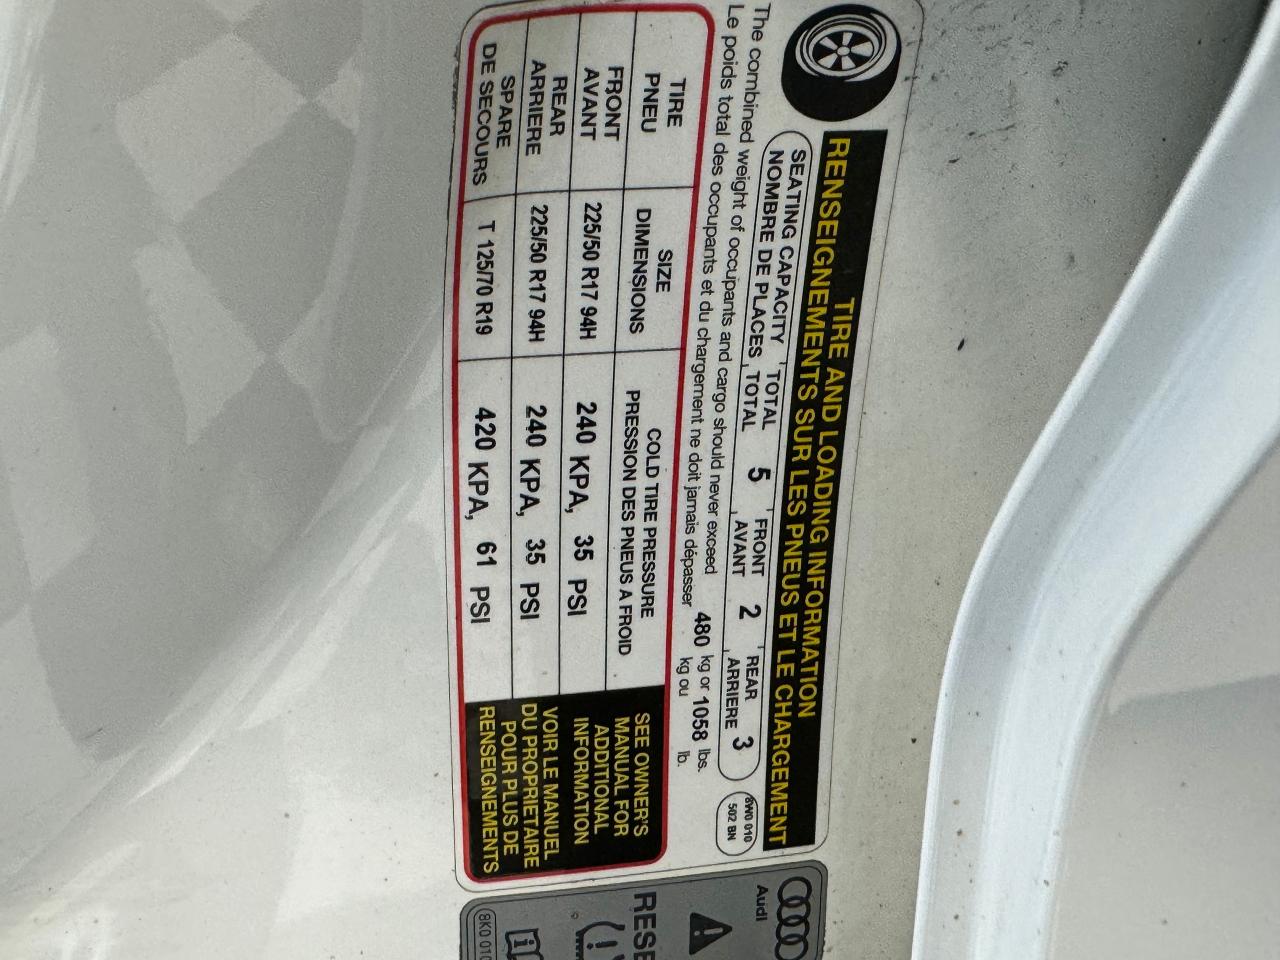 TIRE AND LOADING INFORMATION
RENSEIGNEMENTS SUR LES PNEUS ET LE CHARGEMENT
SEATING CAPACITY TOTAL 5 FRONT 2 REAR 3
NOMBRE DE PLACES TOTAL AVANT ARRIERE
8W0 010
502 BN
The combined weight of occupants and cargo should never exceed 480 kg or 1058 lbs.
Le poids total des occupants et du chargement ne doit jamais dépasser kg ou lb.
TIRE SIZE COLD TIRE PRESSURE
PNEU DIMENSIONS PRESSION DES PNEUS A FROID
FRONT
AVANT 225/50 R17 94H 240 KPA, 35 PSI
REAR
ARRIERE 225/50 R17 94H 240 KPA, 35 PSI
SPARE
DE SECOURS T 125/70 R19 420 KPA, 61 PSI
SEE OWNER'S
MANUAL FOR
ADDITIONAL
INFORMATION
VOIR LE MANUEL
DU PROPRIETAIRE
POUR PLUS DE
RENSEIGNEMENTS
Audi
RESE
8K0 010